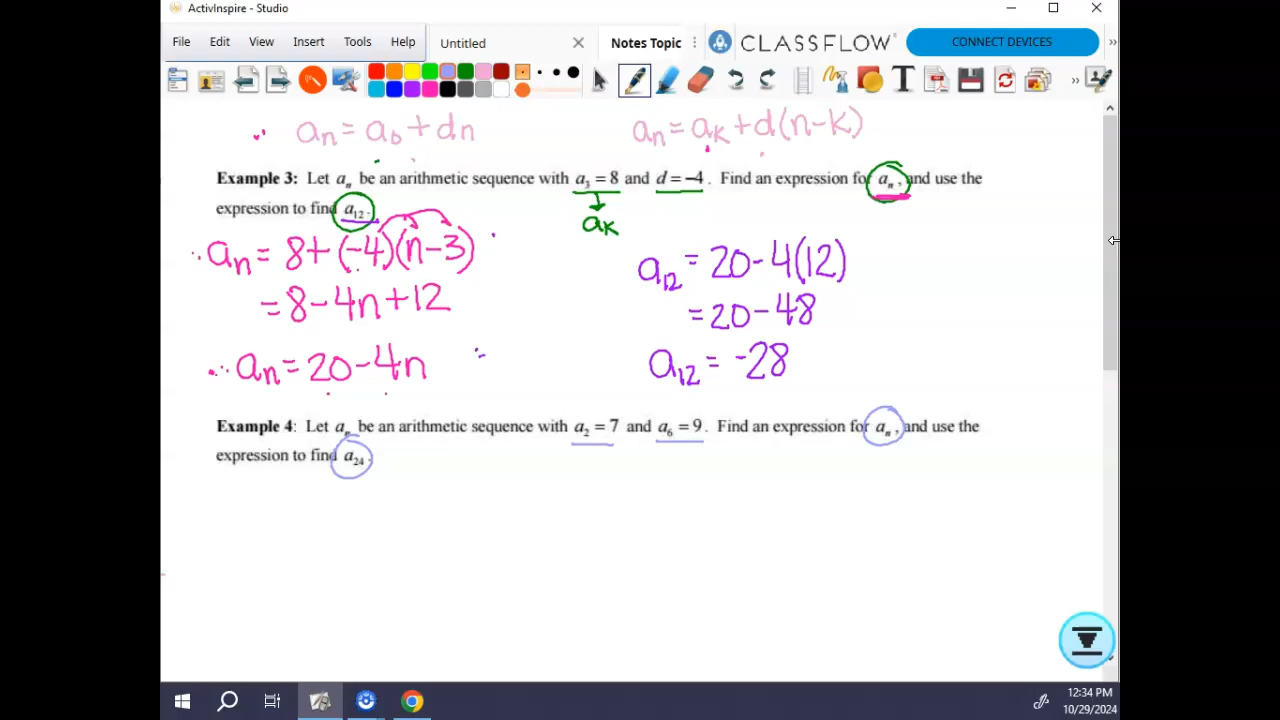 ActivInspire - Studio
File Edit View Insert Tools Help Untitled Notes Topic CLASSFLOW CONNECT DEVICES
aₙ = a₀ + dn
aₙ = aₖ + d(n-k)
Example 3: Let aₙ be an arithmetic sequence with a₃ = 8 and d = -4 . Find an expression for aₙ , and use the
expression to find a₁₂ .
aₖ
aₙ = 8 + (-4)(n-3)
= 8 - 4n + 12
∴ aₙ = 20 - 4n
a₁₂ = 20 - 4(12)
= 20 - 48
a₁₂ = -28
Example 4: Let aₙ be an arithmetic sequence with a₂ = 7 and a₆ = 9 . Find an expression for aₙ , and use the
expression to find a₂₄ .
12:34 PM
10/29/2024